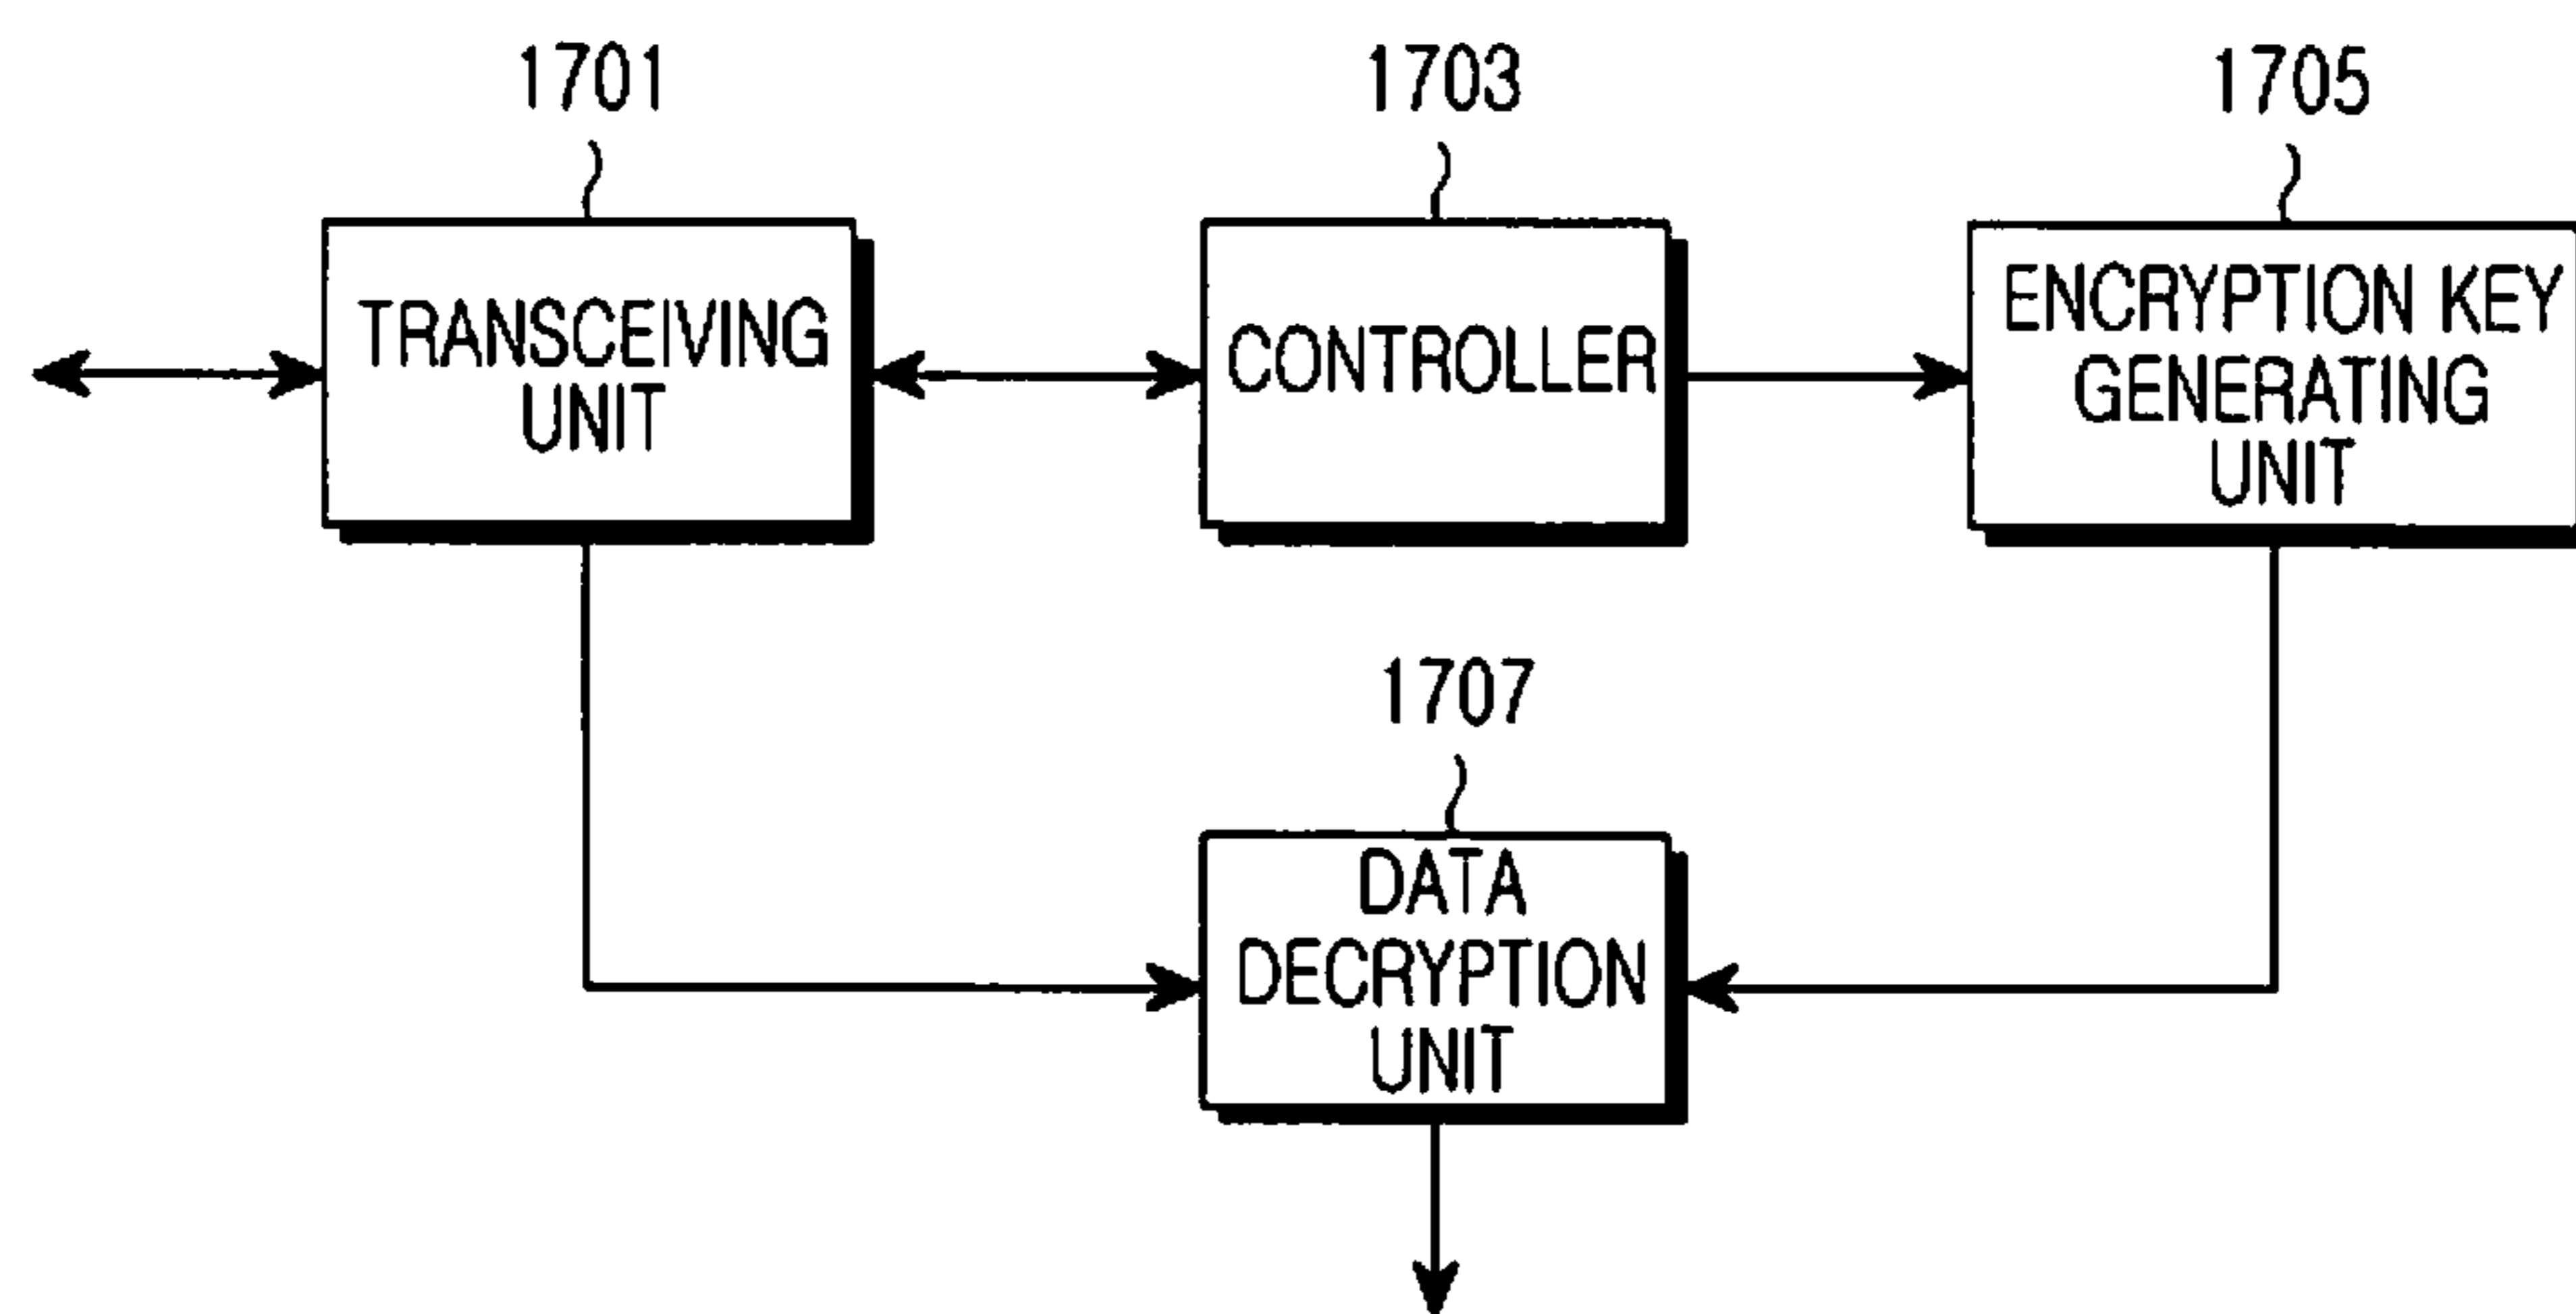 1701
1703
1705
TRANSCEIVING
UNIT
CONTROLLER
ENCRYPTION KEY
GENERATING
UNIT
1707
DATA
DECRYPTION
UNIT